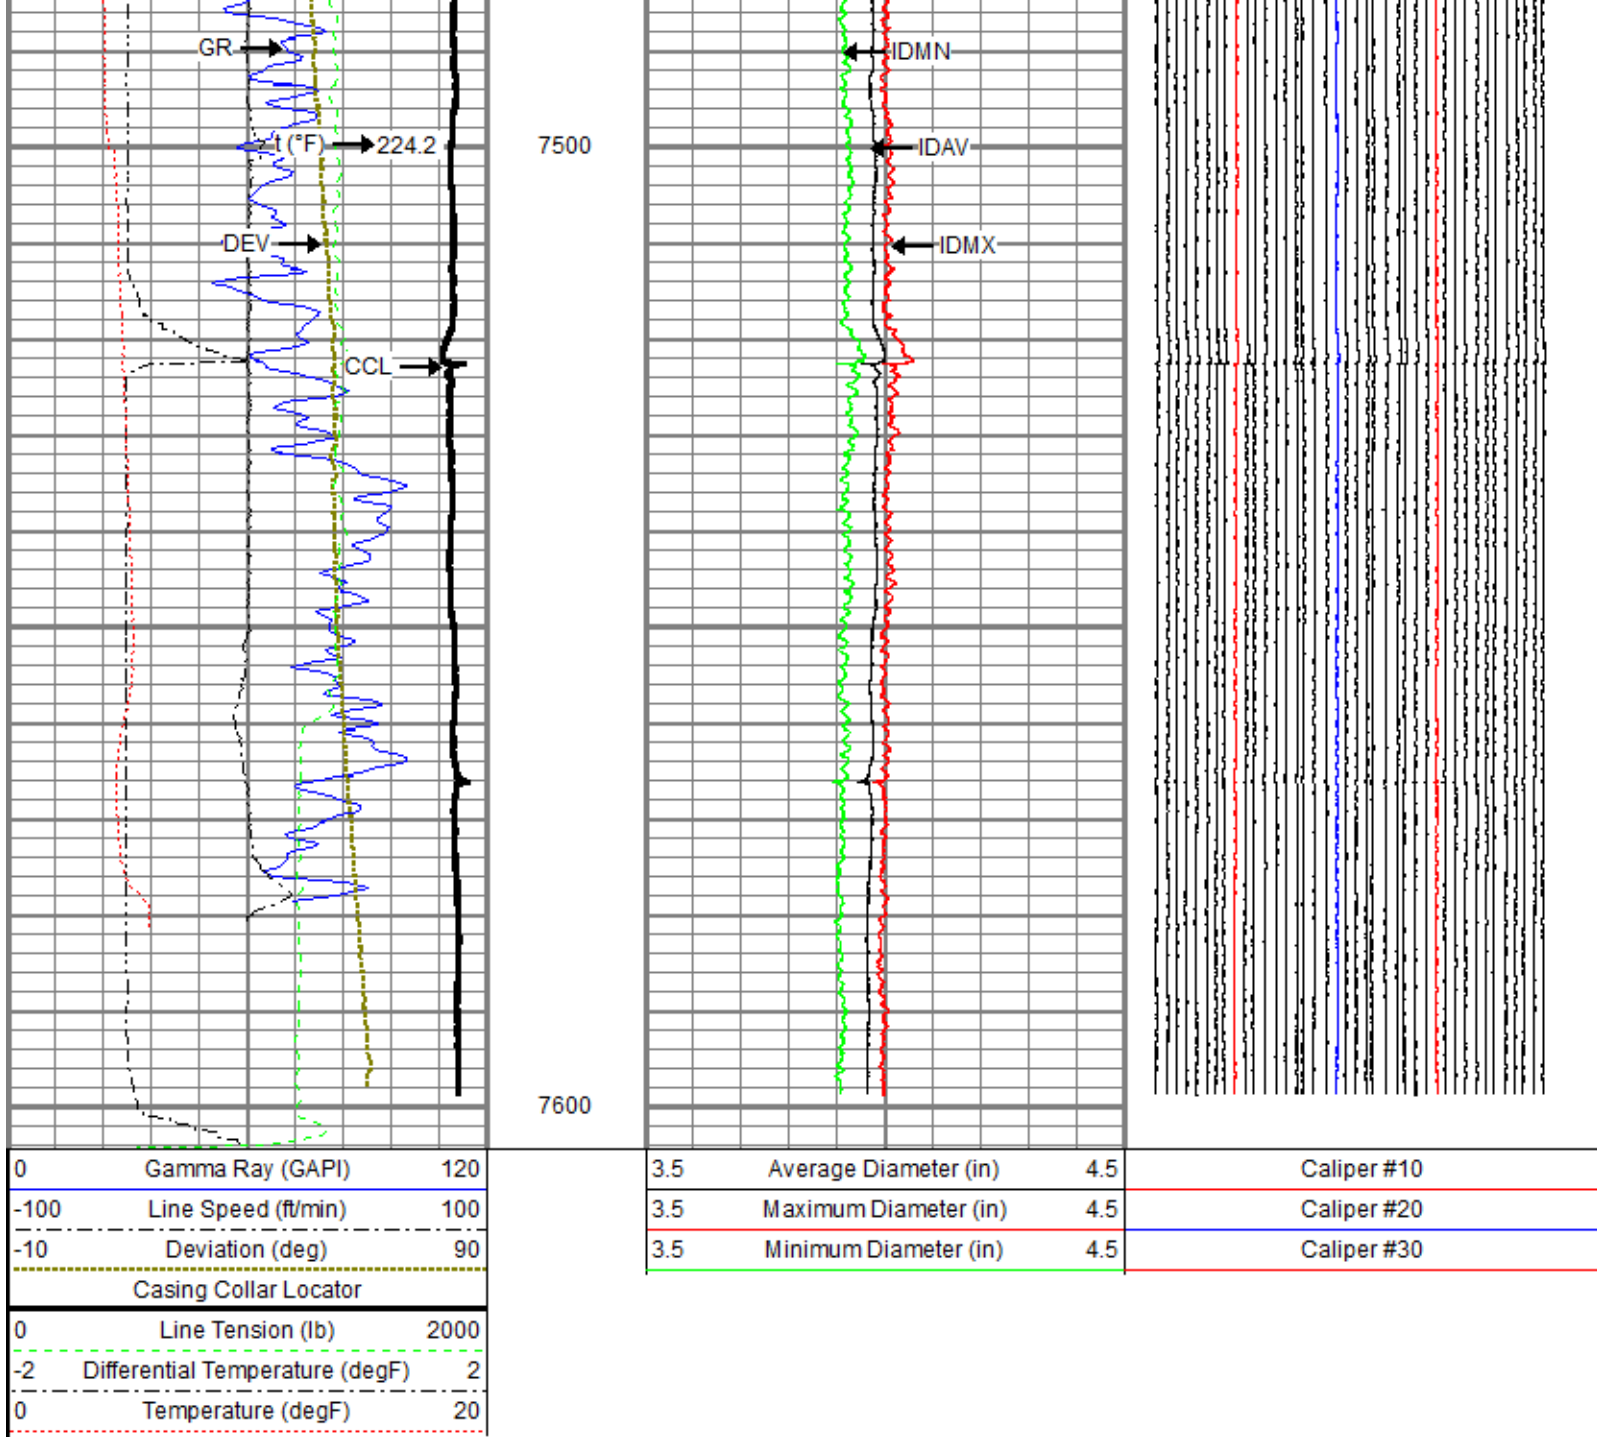 GR
IDMN
t (°F) 224.2
7500
IDAV
DEV
IDMX
CCL
7600
0 Gamma Ray (GAPI) 120
-100 Line Speed (ft/min) 100
-10 Deviation (deg) 90
Casing Collar Locator
0 Line Tension (lb) 2000
-2 Differential Temperature (degF) 2
0 Temperature (degF) 20
3.5 Average Diameter (in) 4.5
3.5 Maximum Diameter (in) 4.5
3.5 Minimum Diameter (in) 4.5
Caliper #10
Caliper #20
Caliper #30